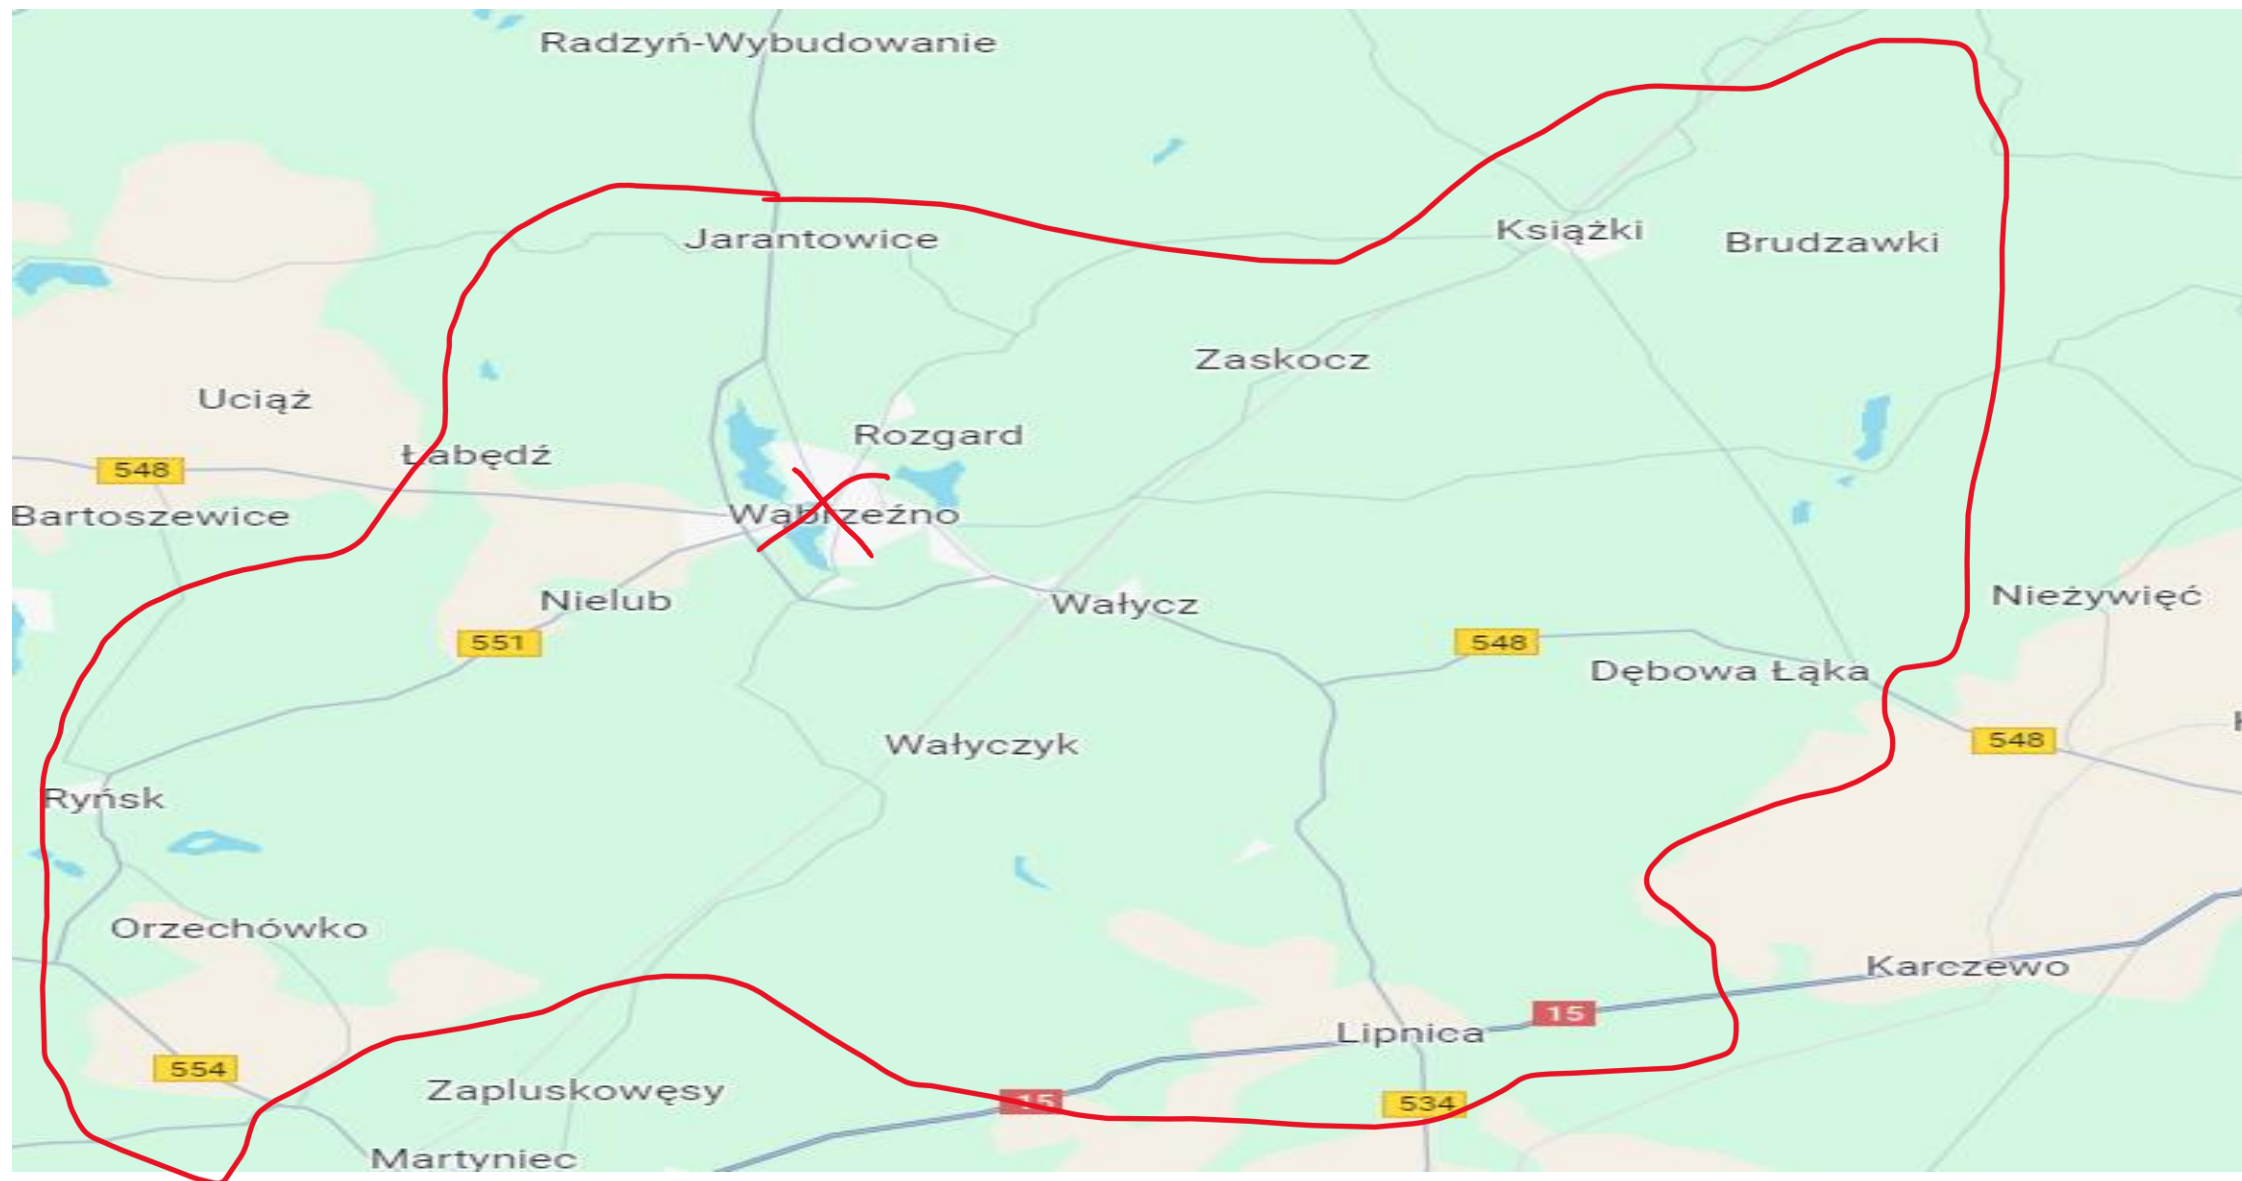 Radzyń-Wybudowanie
Jarantowice
Książki
Brudzawki
Zaskocz
Uciąż
Rozgard
Łabędź
548
Bartoszewice
Wąbrzeźno
Nielub
Wałycz
Nieżywięć
551
548
Dębowa Łąka
Wałyczyk
548
Ryńsk
Orzechówko
Karczewo
15
Lipnica
554
Zapluskowęsy
15
534
Martyniec